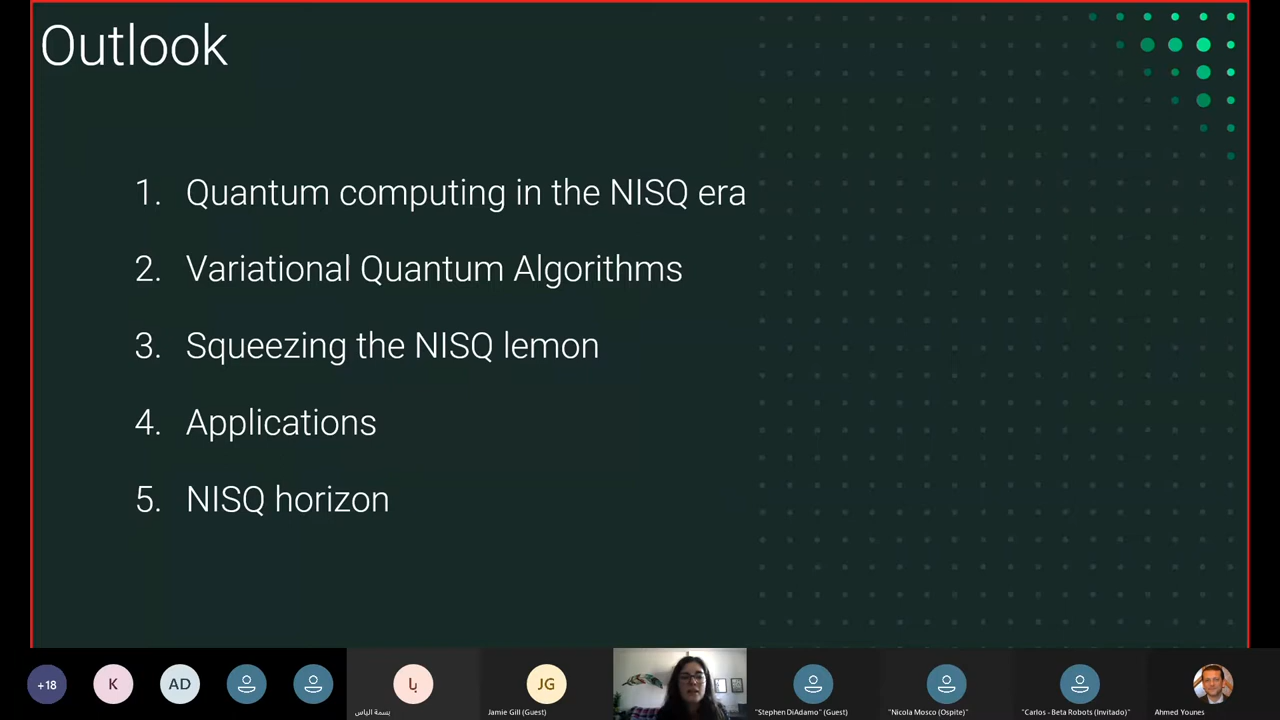 Outlook
1. Quantum computing in the NISQ era
2. Variational Quantum Algorithms
3. Squeezing the NISQ lemon
4. Applications
5. NISQ horizon
+18
K
AD
با
JG
بسمة الياس
Jamie Gill (Guest)
"Stephen DiAdamo" (Guest)
"Nicola Mosco (Ospite)"
"Carlos - Beta Robots (Invitado)"
Ahmed Younes